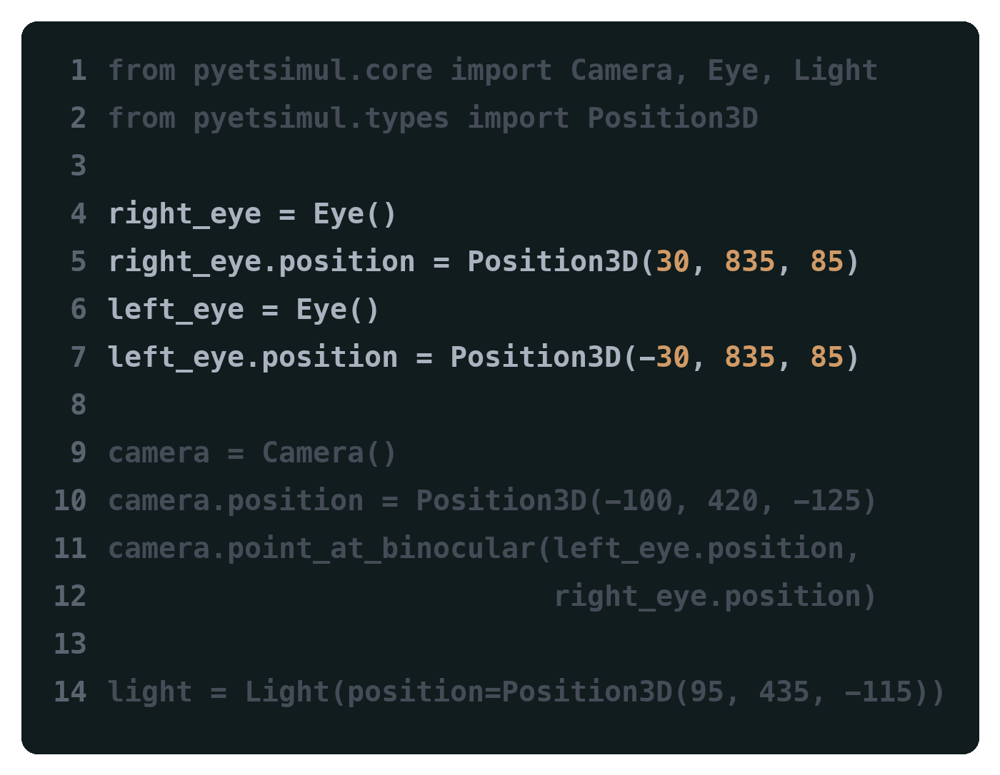 1 from pyetsimul.core import Camera, Eye, Light
2 from pyetsimul.types import Position3D
3
4 right_eye = Eye()
5 right_eye.position = Position3D(30, 835, 85)
6 left_eye = Eye()
7 left_eye.position = Position3D(−30, 835, 85)
8
9 camera = Camera()
10 camera.position = Position3D(−100, 420, −125)
11 camera.point_at_binocular(left_eye.position,
12                           right_eye.position)
13
14 light = Light(position=Position3D(95, 435, −115))